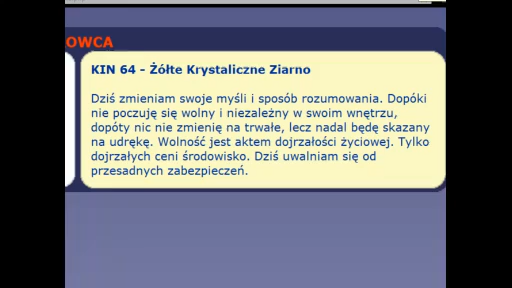 OWCA
KIN 64 - Żółte Krystaliczne Ziarno
Dziś zmieniam swoje myśli i sposób rozumowania. Dopóki
nie poczuję się wolny i niezależny w swoim wnętrzu,
dopóty nic nie zmienię na trwałe, lecz nadal będę skazany
na udrękę. Wolność jest aktem dojrzałości życiowej. Tylko
dojrzałych ceni środowisko. Dziś uwalniam się od
przesadnych zabezpieczeń.